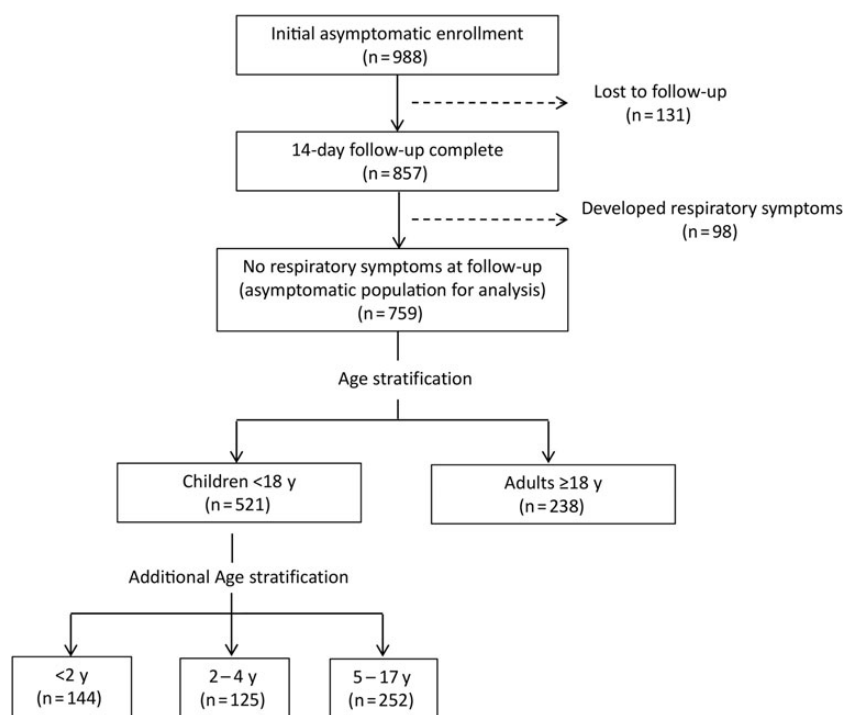 Initial asymptomatic enrollment
(n=988)
Lost to follow-up
(n=131)
14-day follow-up complete
(n=857)
Developed respiratory symptoms
(n=98)
No respiratory symptoms at follow-up
(asymptomatic population for analysis)
(n=759)
Age stratification
Children <18 y
(n=521)
Adults ≥18 y
(n=238)
Additional Age stratification
<2 y
(n=144)
2–4 y
(n=125)
5–17 y
(n=252)